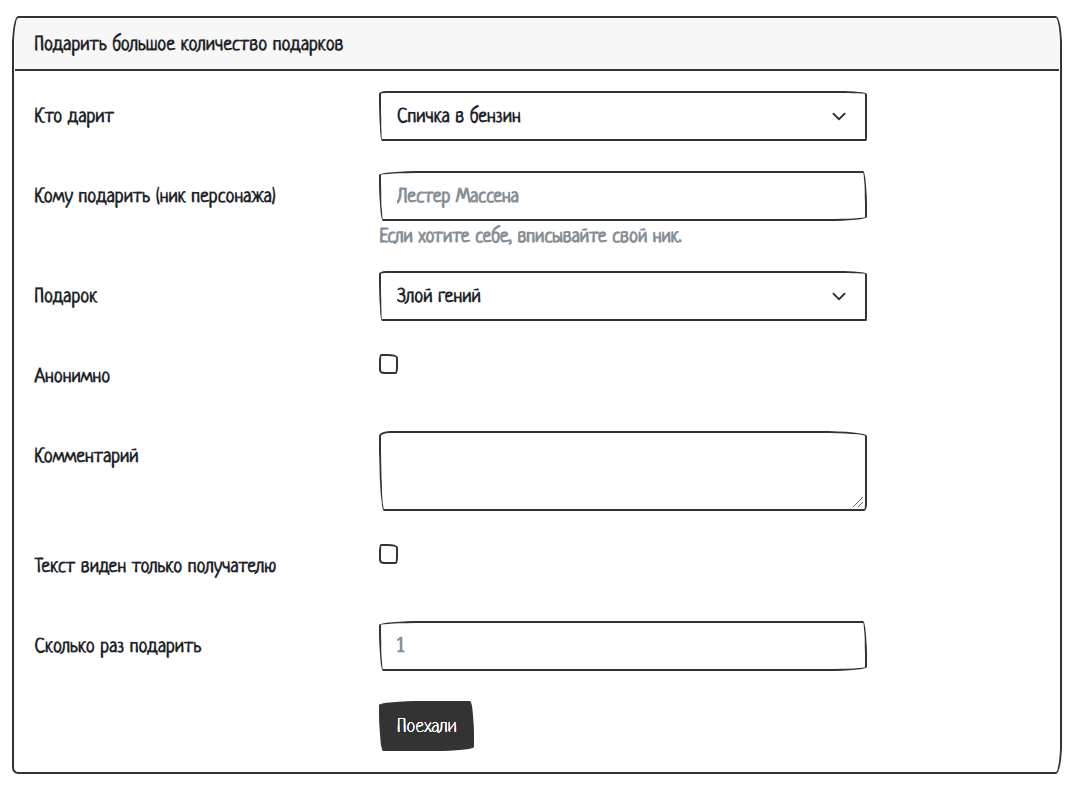 Подарить большое количество подарков
Кто дарит
Спичка в бензин
Кому подарить (ник персонажа)
Лестер Массена
Если хотите себе, вписывайте свой ник.
Подарок
Злой гений
Анонимно
Комментарий
Текст виден только получателю
Сколько раз подарить
1
Поехали